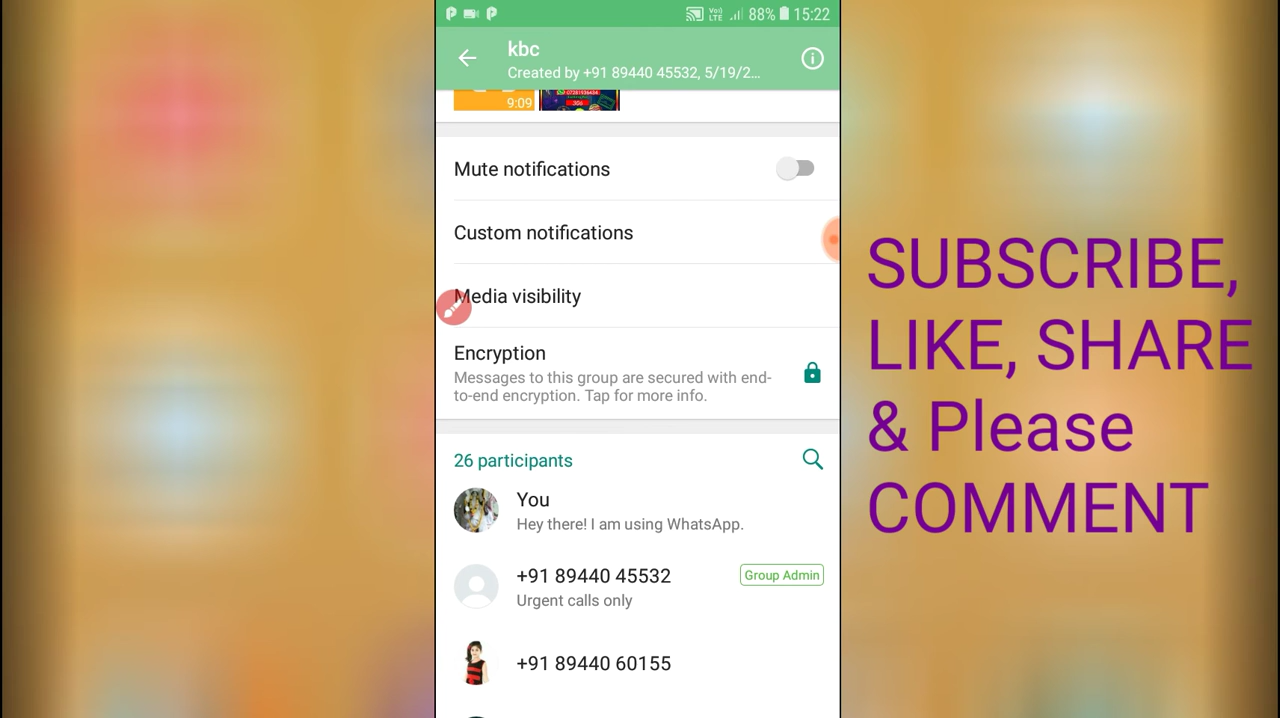 88% 15:22
kbc
Created by +91 89440 45532, 5/19/2...
9:09
Mute notifications
Custom notifications
Media visibility
Encryption
Messages to this group are secured with end-
to-end encryption. Tap for more info.
26 participants
You
Hey there! I am using WhatsApp.
+91 89440 45532
Group Admin
Urgent calls only
+91 89440 60155
SUBSCRIBE,
LIKE, SHARE
& Please
COMMENT